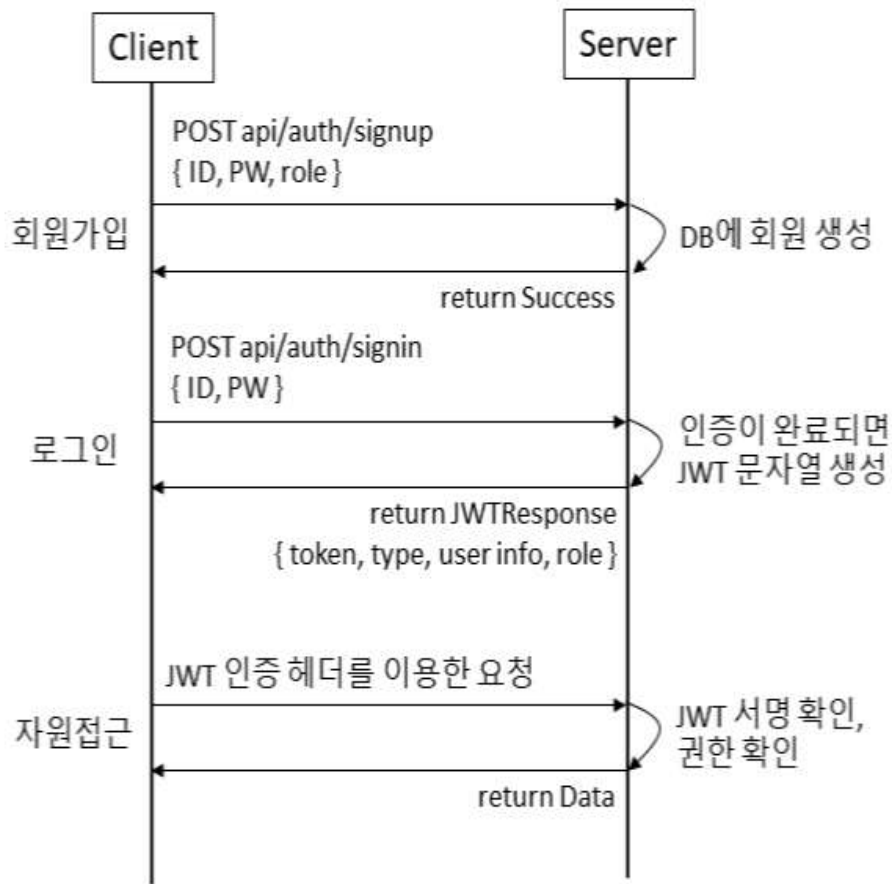 Client
Server
POST api/auth/signup
{ ID, PW, role }
회원가입
DB에 회원 생성
return Success
POST api/auth/signin
{ ID, PW }
로그인
인증이 완료되면
JWT 문자열 생성
return JWTResponse
{ token, type, user info, role }
JWT 인증 헤더를 이용한 요청
자원접근
JWT 서명 확인,
권한 확인
return Data